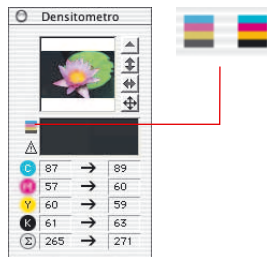 Densitometro
C 87 → 89
M 57 → 60
Y 60 → 59
K 61 → 63
Σ 265 → 271